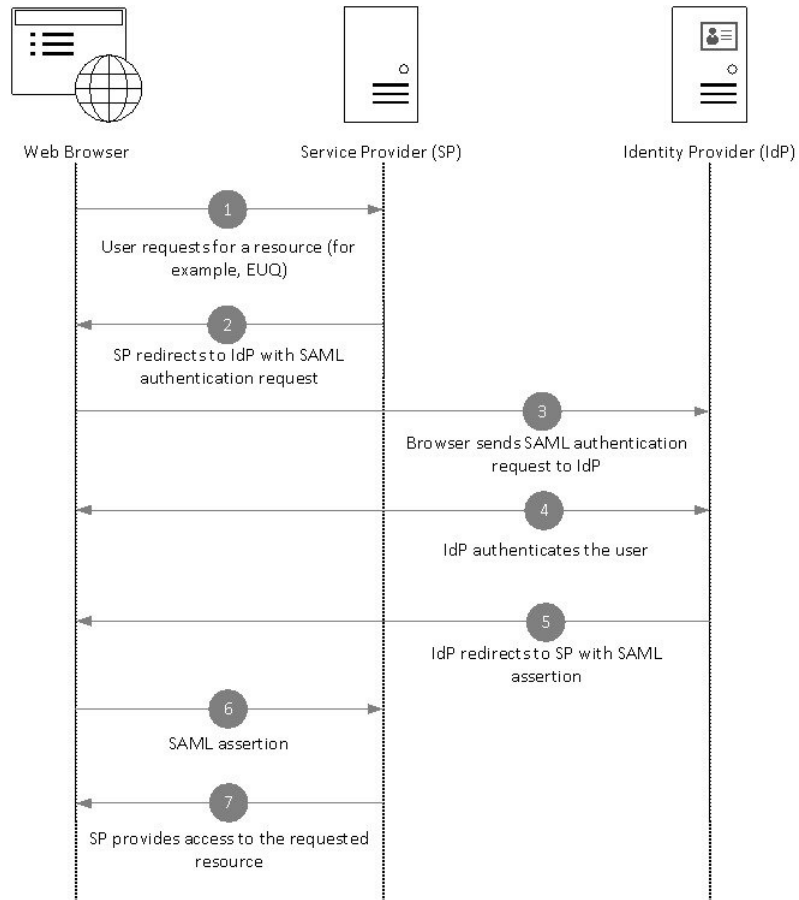 Web Browser
Service Provider (SP)
Identity Provider (IdP)
1
User requests for a resource (for
example, EUQ)
2
SP redirects to IdP with SAML
authentication request
3
Browser sends SAML authentication
request to IdP
4
IdP authenticates the user
5
IdP redirects to SP with SAML
assertion
6
SAML assertion
7
SP provides access to the requested
resource